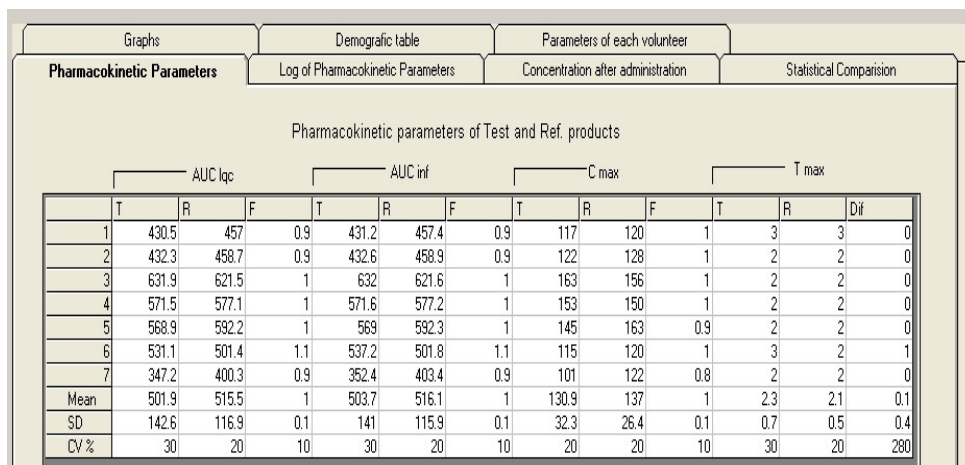 Graphs Demografic table Parameters of each volunteer
Pharmacokinetic Parameters Log of Pharmacokinetic Parameters Concentration after administration Statistical Comparision
Pharmacokinetic parameters of Test and Ref. products
AUC lqc AUC inf C max T max
T R F T R F T R F T R Dif
1 430.5 457 0.9 431.2 457.4 0.9 117 120 1 3 3 0
2 432.3 458.7 0.9 432.6 458.9 0.9 122 128 1 2 2 0
3 631.9 621.5 1 632 621.6 1 163 156 1 2 2 0
4 571.5 577.1 1 571.6 577.2 1 153 150 1 2 2 0
5 568.9 592.2 1 569 592.3 1 145 163 0.9 2 2 0
6 531.1 501.4 1.1 537.2 501.8 1.1 115 120 1 3 2 1
7 347.2 400.3 0.9 352.4 403.4 0.9 101 122 0.8 2 2 0
Mean 501.9 515.5 1 503.7 516.1 1 130.9 137 1 2.3 2.1 0.1
SD 142.6 116.9 0.1 141 115.9 0.1 32.3 26.4 0.1 0.7 0.5 0.4
CV % 30 20 10 30 20 10 20 20 10 30 20 280